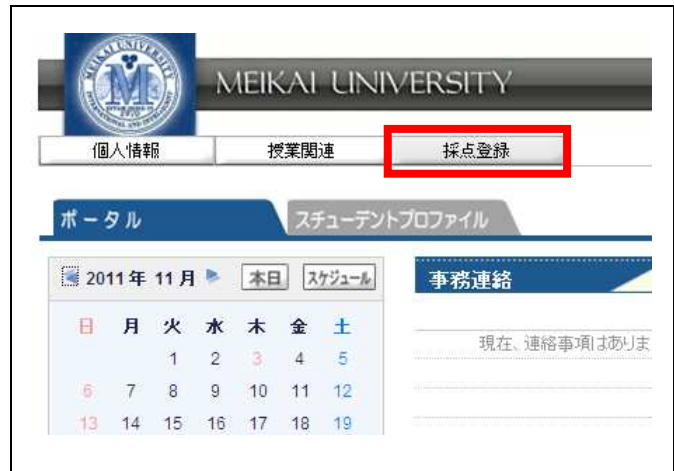 MEIKAI UNIVERSITY
個人情報 授業関連 採点登録
ポータル スチューデントプロファイル
2011年 11月 本日 スケジュール
事務連絡
日 月 火 水 木 金 土
現在、連絡事項はありま
1 2 3 4 5
6 7 8 9 10 11 12
13 14 15 16 17 18 19